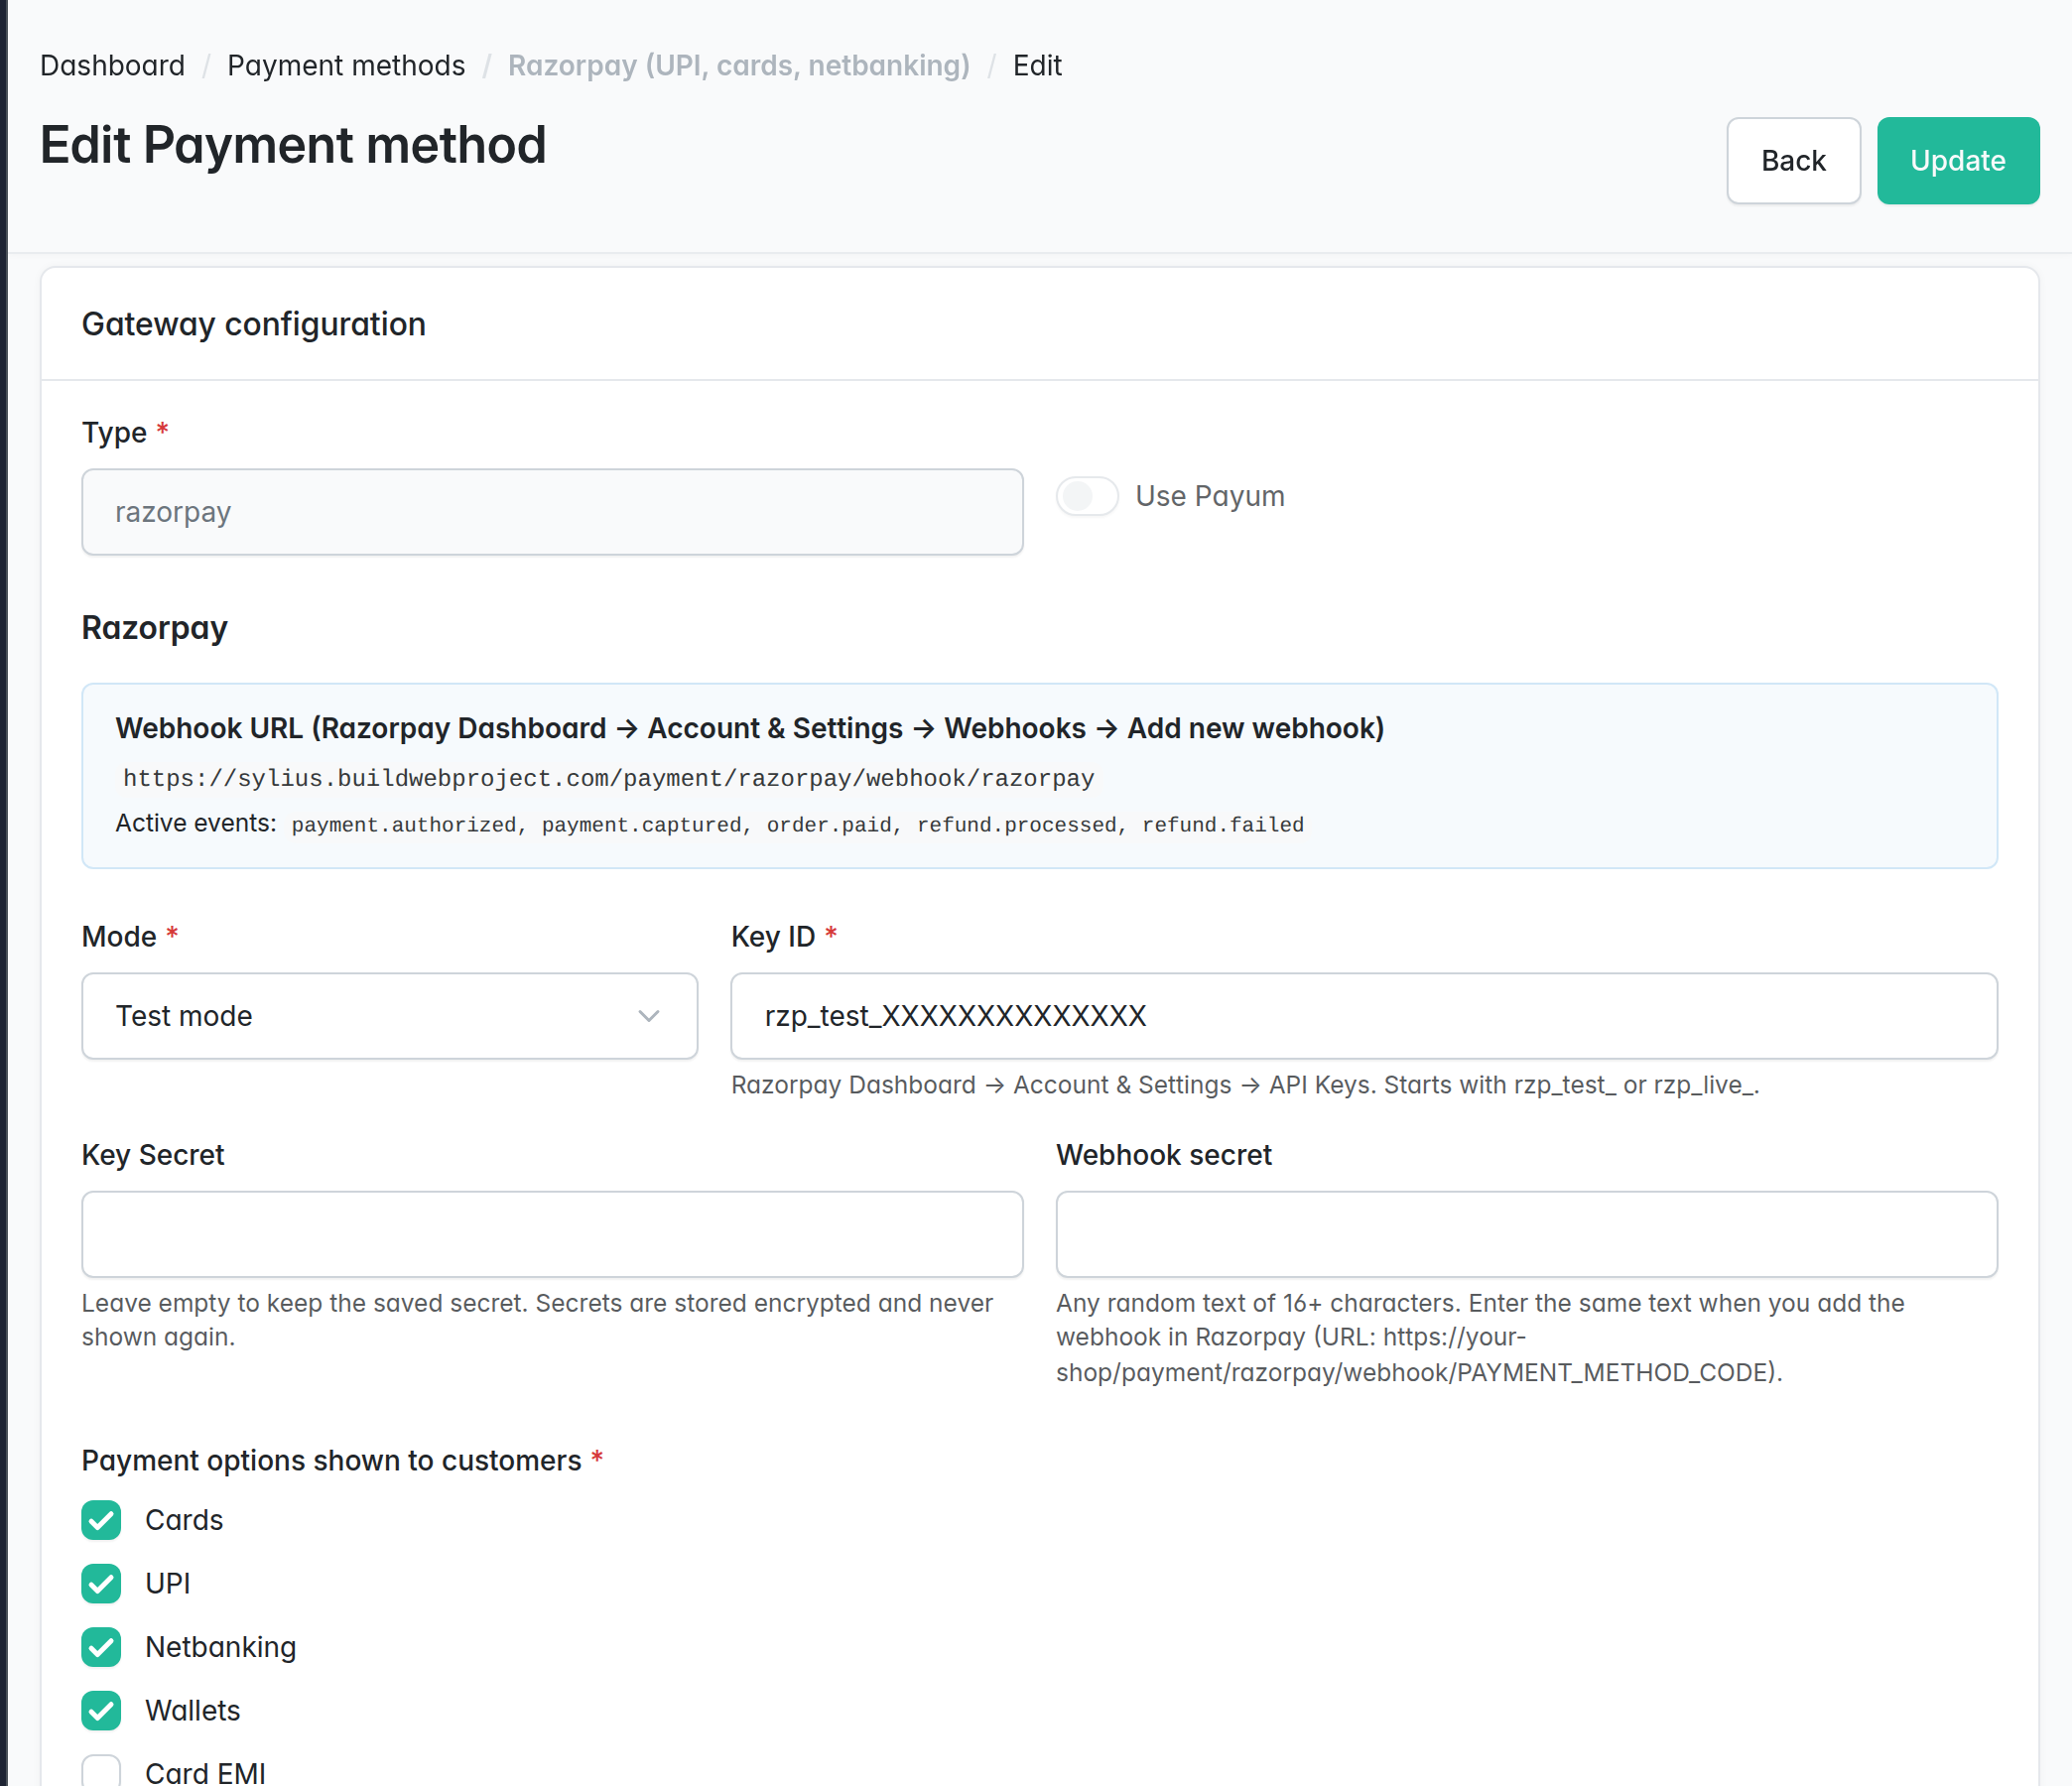 Dashboard / Payment methods / Razorpay (UPI, cards, netbanking) / Edit
Edit Payment method
Back
Update
Gateway configuration
Type *
razorpay
Use Payum
Razorpay
Webhook URL (Razorpay Dashboard → Account & Settings → Webhooks → Add new webhook)
https://sylius.buildwebproject.com/payment/razorpay/webhook/razorpay
Active events: payment.authorized, payment.captured, order.paid, refund.processed, refund.failed
Mode *
Key ID *
Test mode
rzp_test_XXXXXXXXXXXXXX
Razorpay Dashboard → Account & Settings → API Keys. Starts with rzp_test_ or rzp_live_.
Key Secret
Webhook secret
Leave empty to keep the saved secret. Secrets are stored encrypted and never
shown again.
Any random text of 16+ characters. Enter the same text when you add the
webhook in Razorpay (URL: https://your-
shop/payment/razorpay/webhook/PAYMENT_METHOD_CODE).
Payment options shown to customers *
Cards
UPI
Netbanking
Wallets
Card EMI